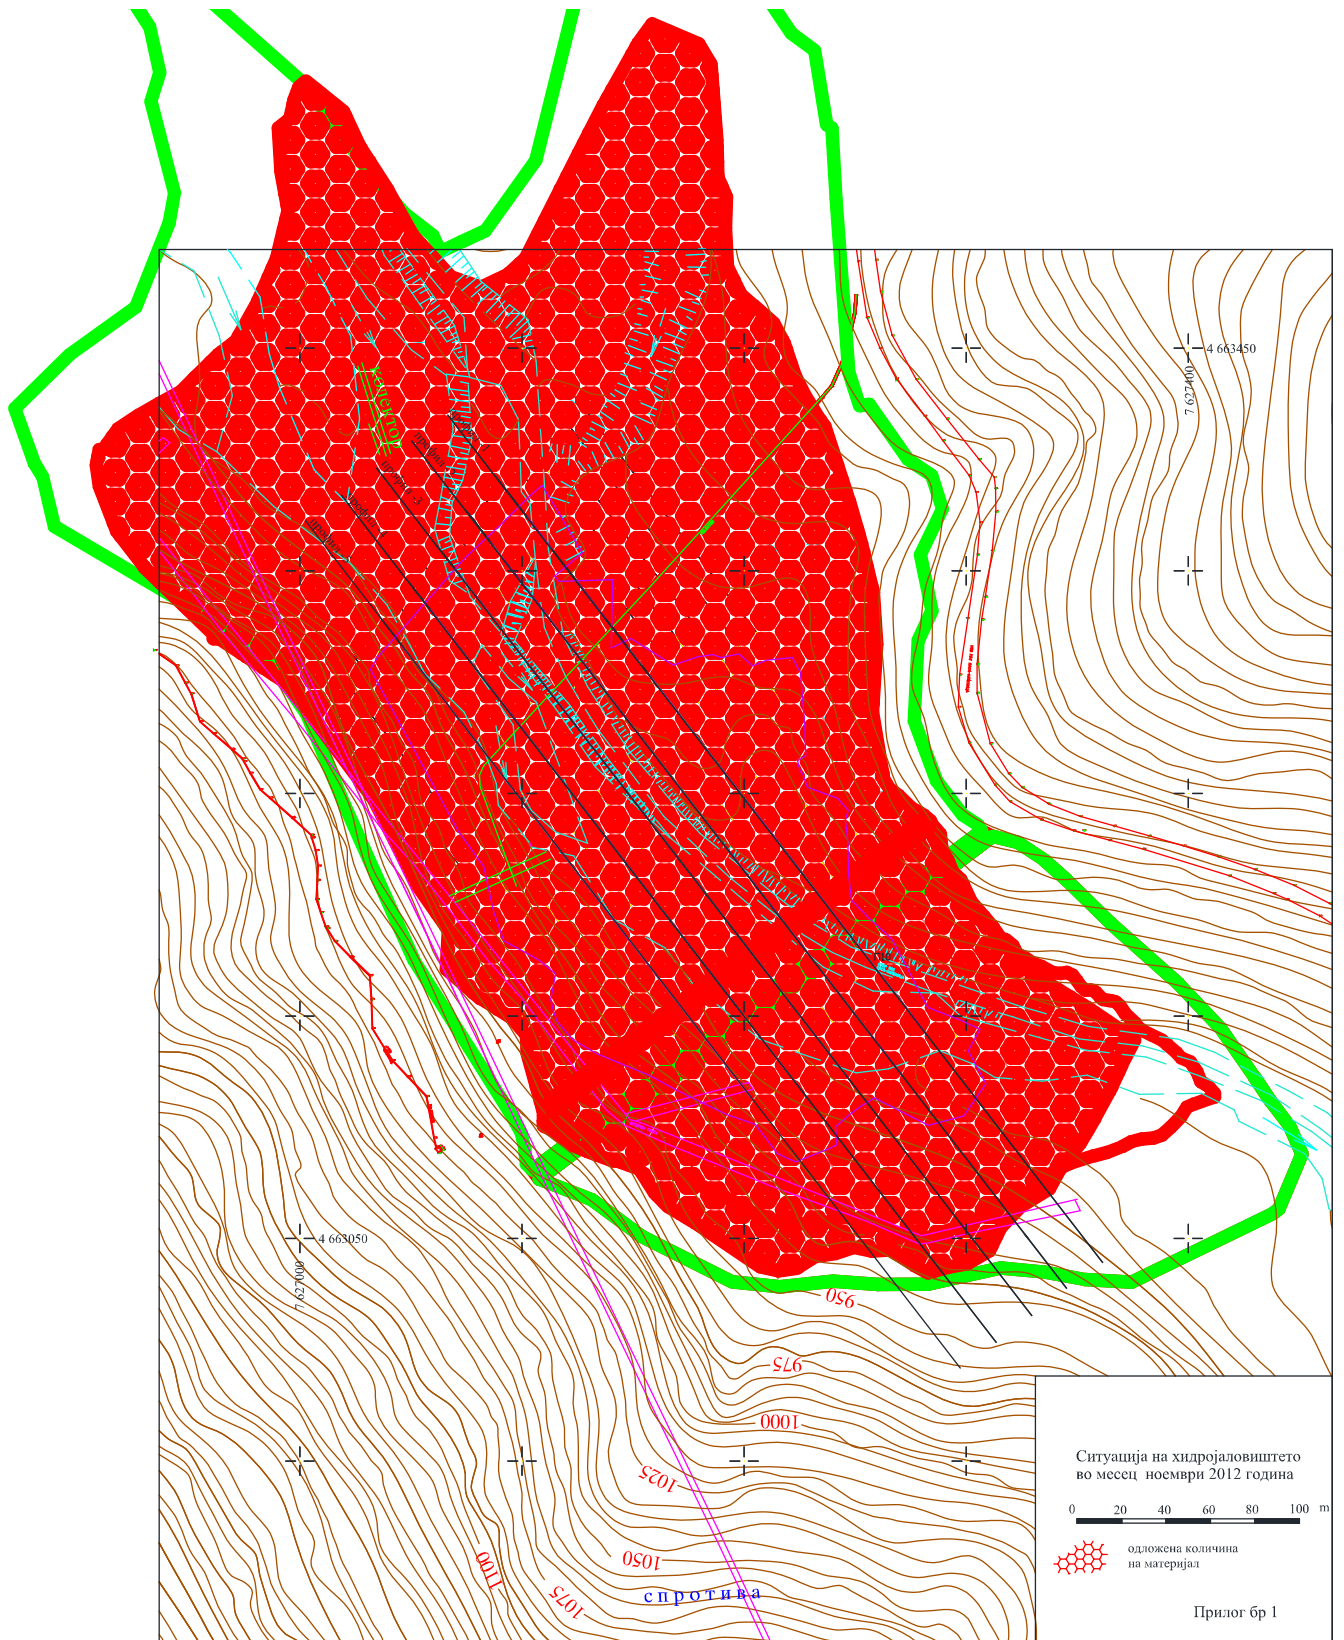 колектор
4 663450
7 627400
4 663050
7 627000
950
975
1000
1025
1050
1075
1100
спротива
Ситуација на хидројаловиштето
во месец ноември 2012 година
0 20 40 60 80 100 m
одложена количина
на материјал
Прилог бр 1